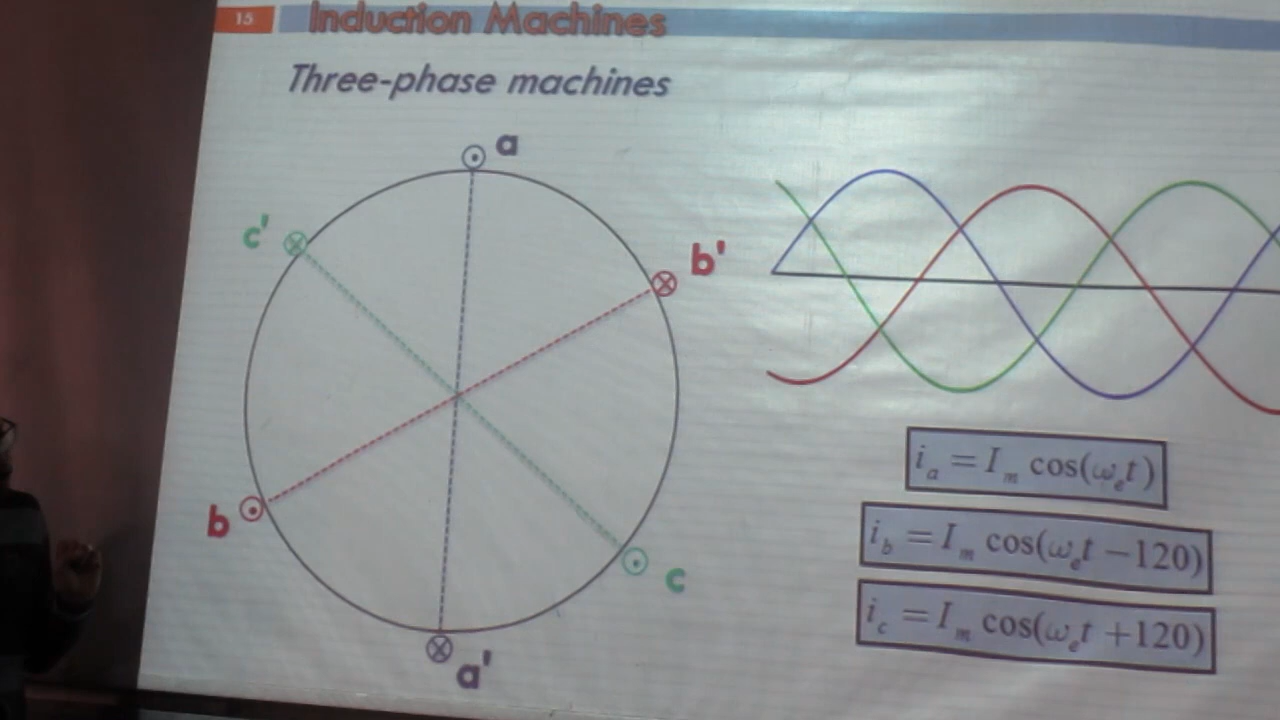 15
Induction Machines
Three-phase machines
a
c'
b'
b
c
a'
i_a = I_m cos(ω_e t)
i_b = I_m cos(ω_e t − 120)
i_c = I_m cos(ω_e t + 120)